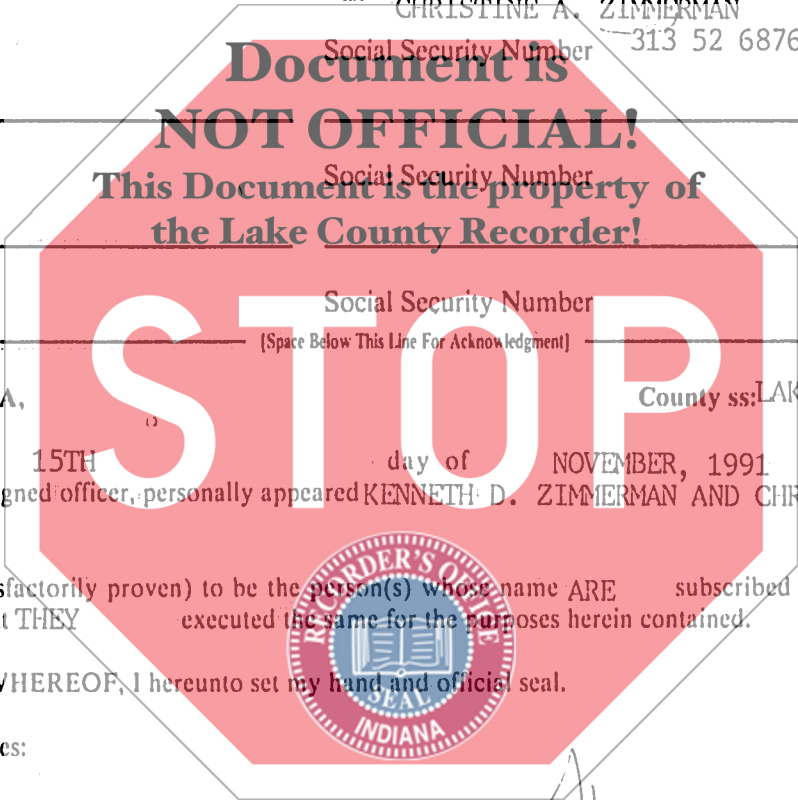 CHRISTINE A. ZIMMERMAN
Social Security Number 313 52 6876
Document is
NOT OFFICIAL!
Social Security Number
This Document is the property of
the Lake County Recorder!
Social Security Number
[Space Below This Line For Acknowledgment]
STOP
A, County ss: LAK
15TH day of NOVEMBER, 1991
gned officer, personally appeared KENNETH D. ZIMMERMAN AND CHR
RECORDER'S OFFICE
sfactorily proven) to be the person(s) whose name ARE subscribed
t THEY executed the same for the purposes herein contained.
WHEREOF, I hereunto set my hand and official seal.
SEAL
INDIANA
es: